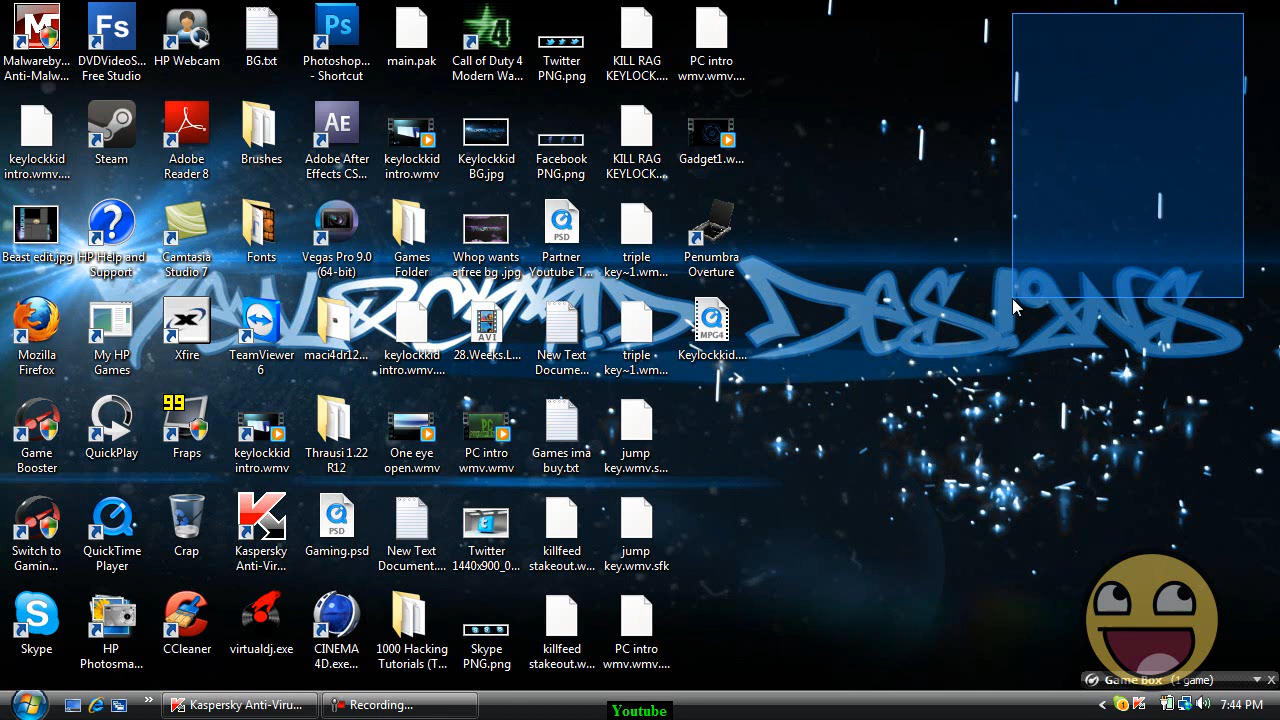 Malwareby...
Anti-Malw...
DVDVideoS...
Free Studio
HP Webcam
BG.txt
Photoshop...
- Shortcut
main.pak
Call of Duty 4
Modern Wa...
Twitter
PNG.png
KILL RAG
KEYLOCK....
PC intro
wmv.wmv....
keylockkid
intro.wmv....
Steam
Adobe
Reader 8
Brushes
Adobe After
Effects CS...
keylockkid
intro.wmv
Keylockkid
BG.jpg
Facebook
PNG.png
KILL RAG
KEYLOCK....
Gadget1.w...
Beast edit.jpg
HP Help and
Support
Camtasia
Studio 7
Fonts
Vegas Pro 9.0
(64-bit)
Games
Folder
Whop wants
a free bg .jpg
Partner
Youtube T...
triple
key~1.wm...
Penumbra
Overture
Mozilla
Firefox
My HP
Games
Xfire
TeamViewer
6
maci4dr12...
keylockkid
intro.wmv....
28.Weeks.L...
New Text
Docume...
triple
key~1.wm...
Keylockkid....
Game
Booster
QuickPlay
99
Fraps
keylockkid
intro.wmv
Thrausi 1.22
R12
One eye
open.wmv
PC intro
wmv.wmv
Games ima
buy.txt
jump
key.wmv.s...
Switch to
Gamin...
QuickTime
Player
Crap
Kaspersky
Anti-Vir...
Gaming.psd
New Text
Document....
Twitter
1440x900_0...
killfeed
stakeout.w...
jump
key.wmv.sfk
Skype
HP
Photosma...
CCleaner
virtualdj.exe
CINEMA
4D.exe...
1000 Hacking
Tutorials (T...
Skype
PNG.png
killfeed
stakeout.w...
PC intro
wmv.wmv....
Game Box (1 game)
Kaspersky Anti-Viru...
Recording...
Youtube
7:44 PM